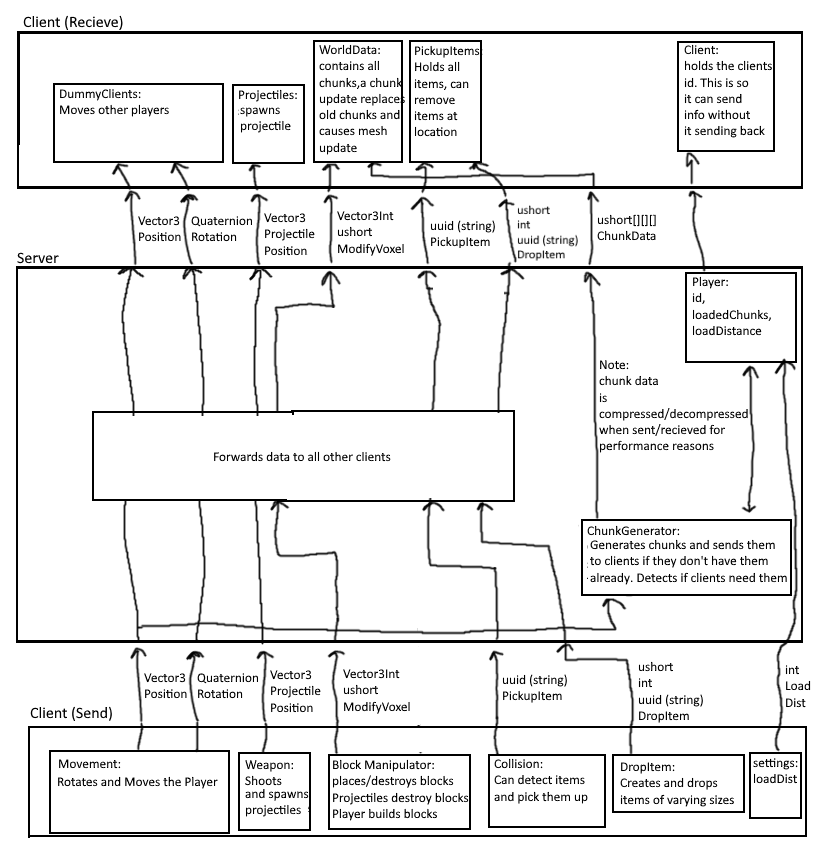 Client (Recieve)
DummyClients:
Moves other players
Projectiles:
spawns
projectile
WorldData:
contains all
chunks,a chunk
update replaces
old chunks and
causes mesh
update
PickupItems:
Holds all
items, can
remove
items at
location
Client:
holds the clients
id. This is so
it can send
info without
it sending back
Vector3
Position
Quaternion
Rotation
Vector3
Projectile
Position
Vector3Int
ushort
ModifyVoxel
uuid (string)
PickupItem
ushort
int
uuid (string)
DropItem
ushort[][][]
ChunkData
Server
Player:
id,
loadedChunks,
loadDistance
Note:
chunk data
is
compressed/decompressed
when sent/recieved for
performance reasons
Forwards data to all other clients
ChunkGenerator:
Generates chunks and sends them
to clients if they don't have them
already. Detects if clients need them
Vector3
Position
Quaternion
Rotation
Vector3
Projectile
Position
Vector3Int
ushort
ModifyVoxel
uuid (string)
PickupItem
ushort
int
uuid (string)
DropItem
int
Load
Dist
Client (Send)
Movement:
Rotates and Moves the Player
Weapon:
Shoots
and spawns
projectiles
Block Manipulator:
places/destroys blocks
Projectiles destroy blocks
Player builds blocks
Collision:
Can detect items
and pick them up
DropItem:
Creates and drops
items of varying sizes
settings:
loadDist